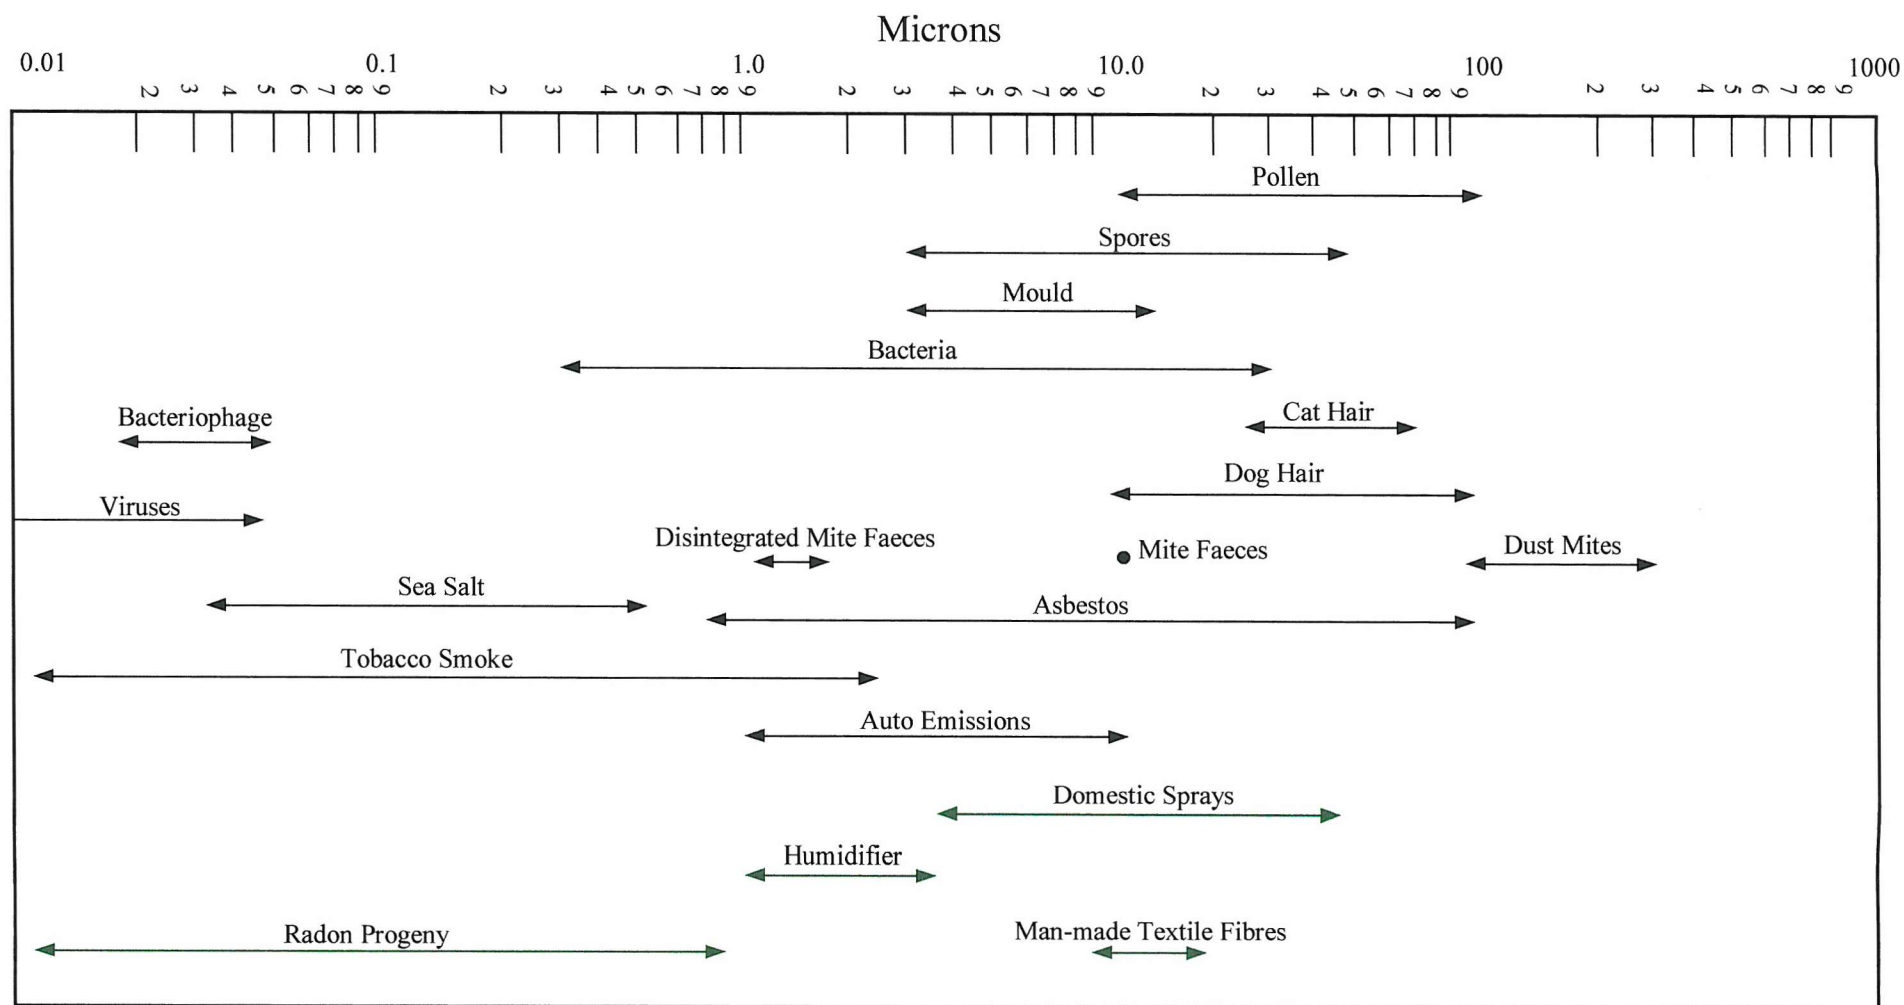 Microns
0.01 0.1 1.0 10.0 100 1000
2 3 4 5 6 7 8 9 2 3 4 5 6 7 8 9 2 3 4 5 6 7 8 9 2 3 4 5 6 7 8 9 2 3 4 5 6 7 8 9
Pollen
Spores
Mould
Bacteria
Cat Hair
Bacteriophage
Dog Hair
Viruses
Disintegrated Mite Faeces
Mite Faeces
Dust Mites
Sea Salt
Asbestos
Tobacco Smoke
Auto Emissions
Domestic Sprays
Humidifier
Radon Progeny
Man-made Textile Fibres